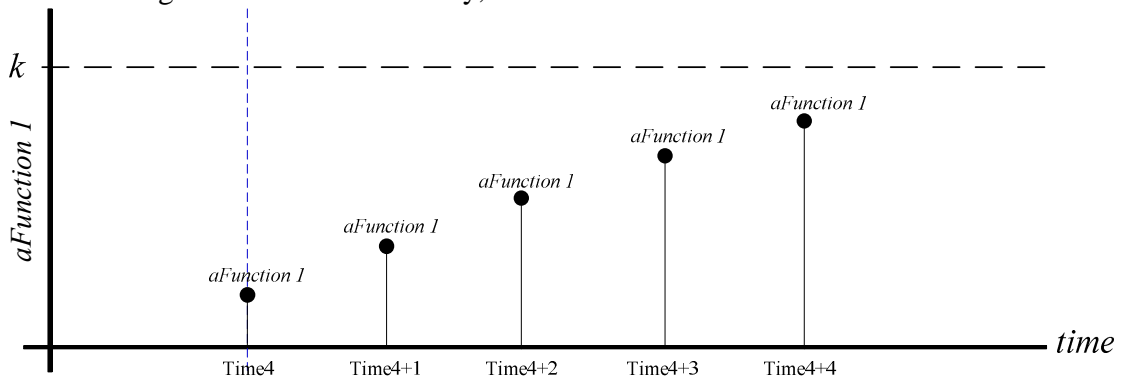 k
aFunction 1
aFunction 1
aFunction 1
aFunction 1
aFunction 1
aFunction 1
time
Time4
Time4+1
Time4+2
Time4+3
Time4+4